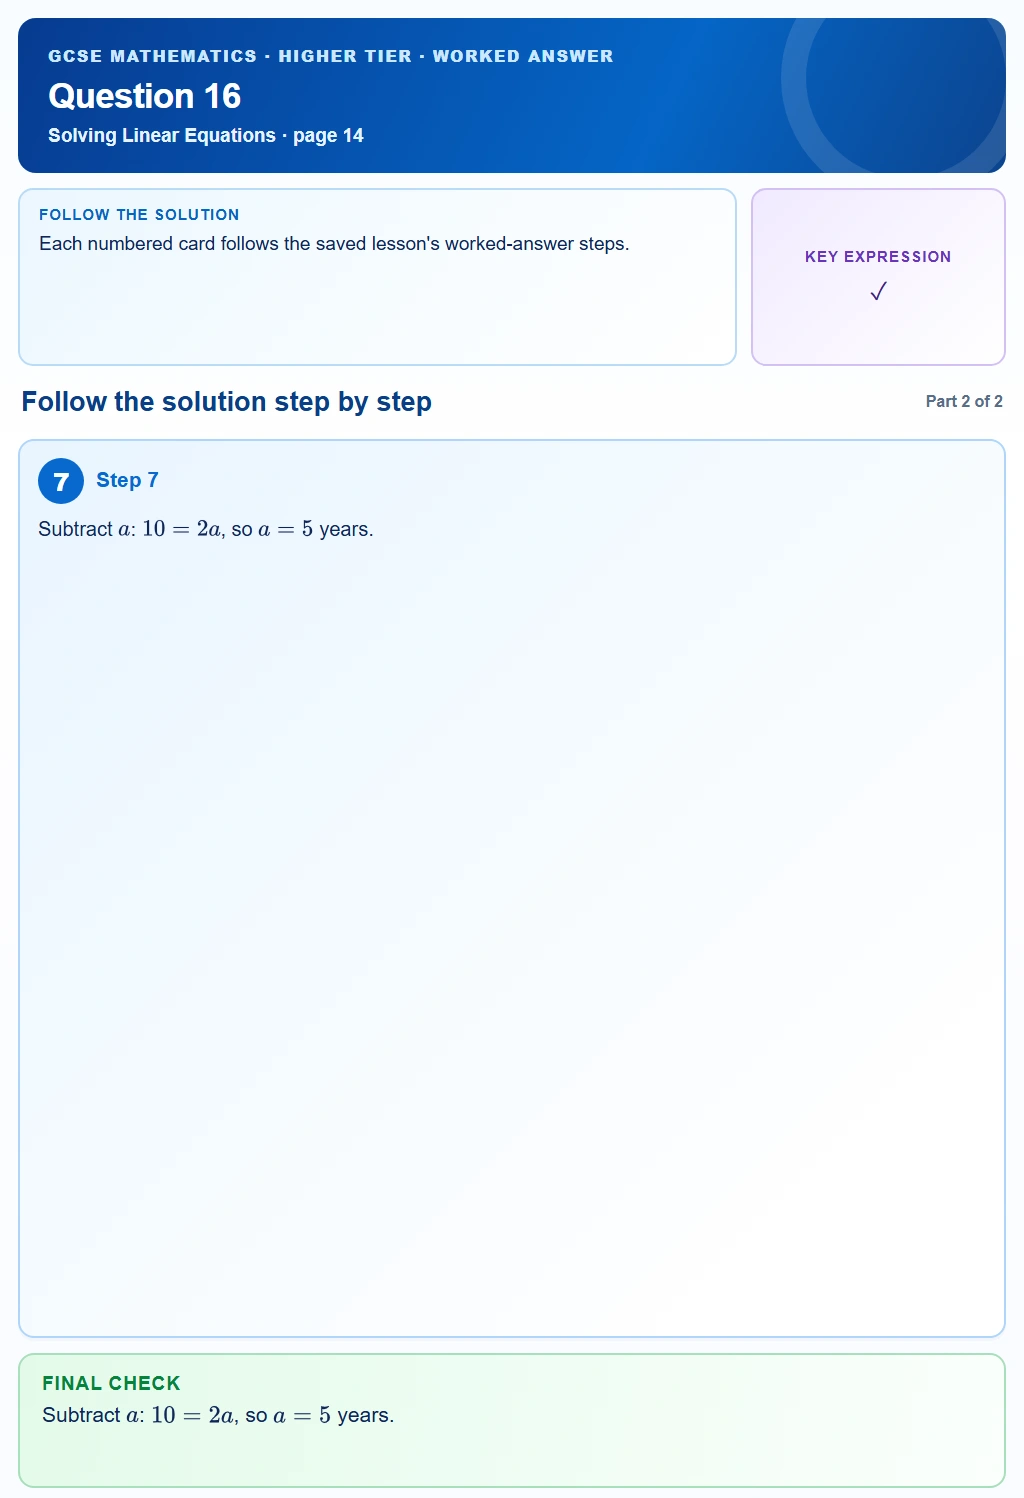 GCSE MATHEMATICS · HIGHER TIER · WORKED ANSWER
Question 16
Solving Linear Equations · page 14
FOLLOW THE SOLUTION
Each numbered card follows the saved lesson's worked-answer steps.
KEY EXPRESSION
✓
Follow the solution step by step
Part 2 of 2
7 Step 7
Subtract a: 10 = 2a, so a = 5 years.
FINAL CHECK
Subtract a: 10 = 2a, so a = 5 years.